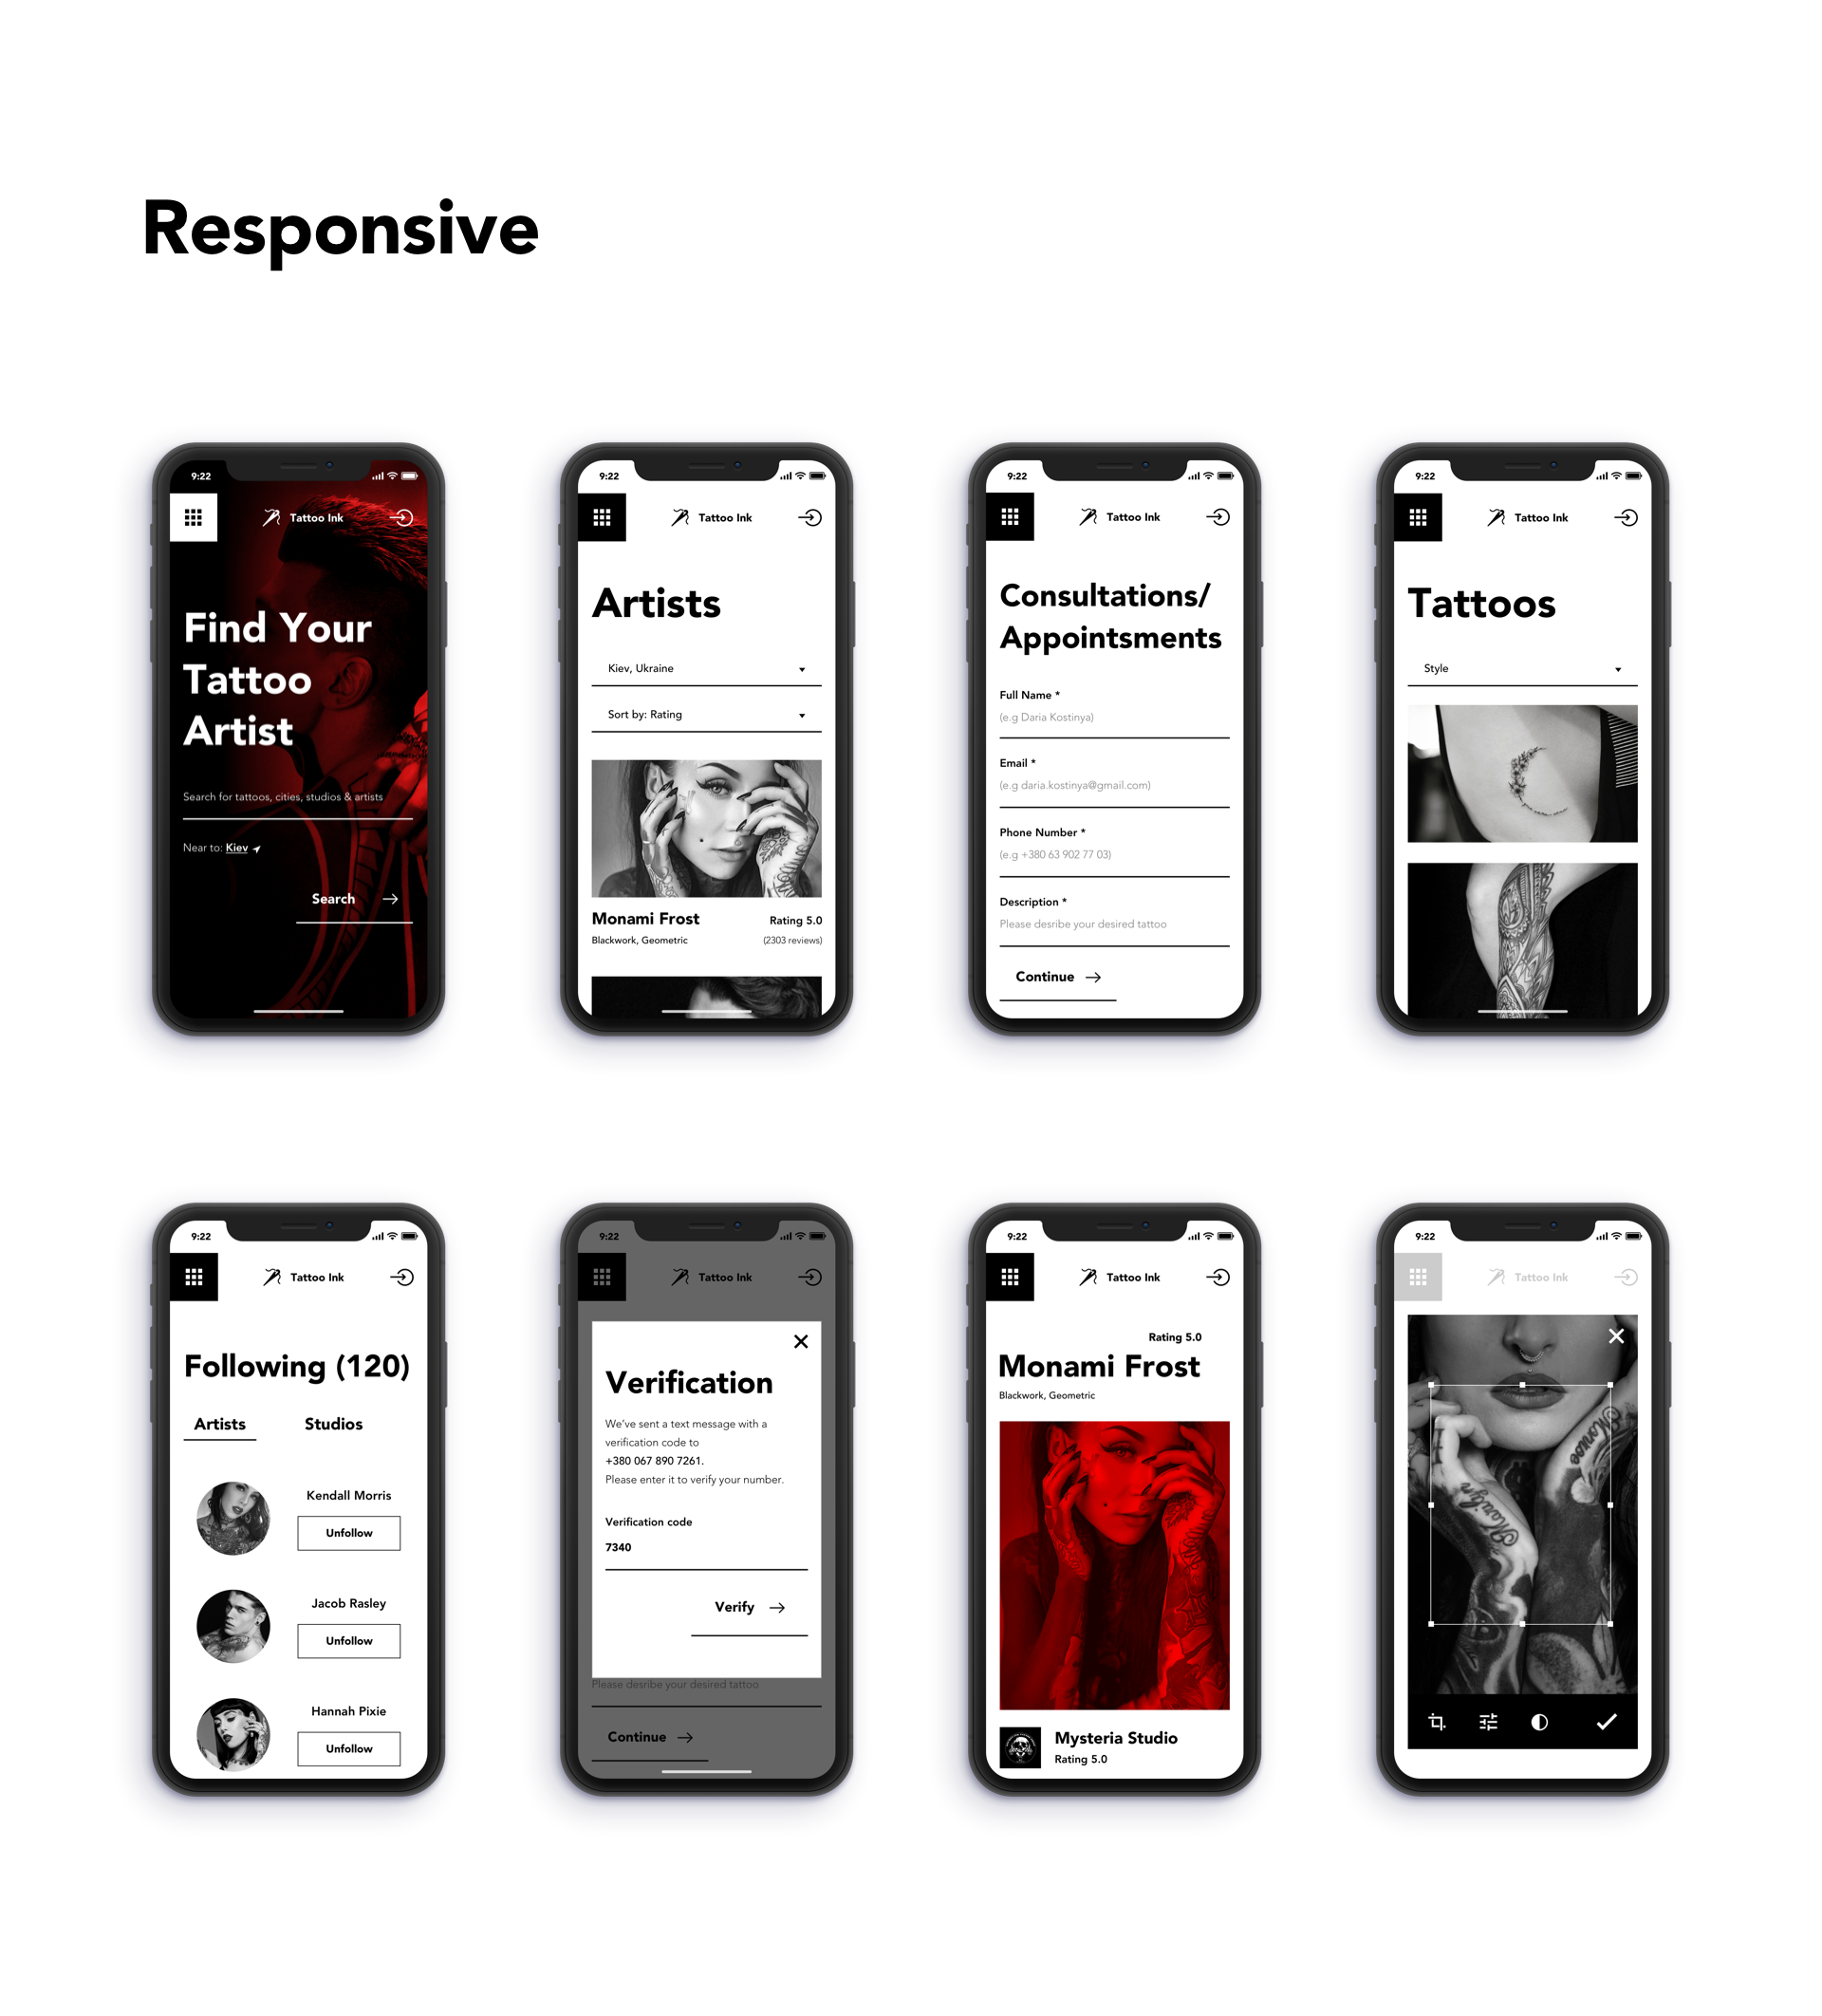 Responsive
9:22
Tattoo Ink
Find Your
Tattoo
Artist
Search for tattoos, cities, studios & artists
Near to: Kiev
Search
9:22
Tattoo Ink
Artists
Kiev, Ukraine
Sort by: Rating
Monami Frost
Rating 5.0
Blackwork, Geometric
(2303 reviews)
9:22
Tattoo Ink
Consultations/
Appointsments
Full Name *
(e.g Daria Kostinya)
Email *
(e.g daria.kostinya@gmail.com)
Phone Number *
(e.g +380 63 902 77 03)
Description *
Please desribe your desired tattoo
Continue
9:22
Tattoo Ink
Tattoos
Style
9:22
Tattoo Ink
Following (120)
Artists
Studios
Kendall Morris
Unfollow
Jacob Rasley
Unfollow
Hannah Pixie
Unfollow
9:22
Tattoo Ink
Verification
We've sent a text message with a
verification code to
+380 067 890 7261.
Please enter it to verify your number.
Verification code
7340
Verify
Please desribe your desired tattoo
Continue
9:22
Tattoo Ink
Rating 5.0
Monami Frost
Blackwork, Geometric
Mysteria Studio
Rating 5.0
9:22
Tattoo Ink
Monroe
Marilyn